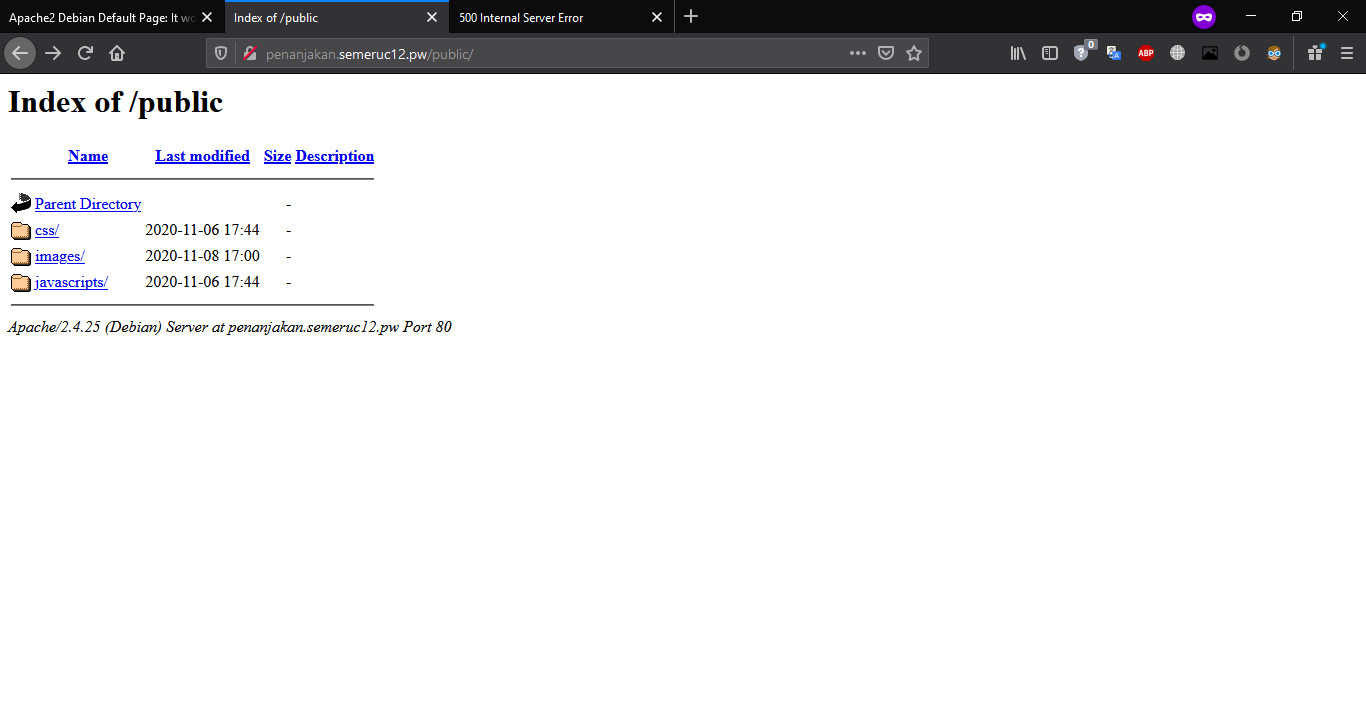 Apache2 Debian Default Page: It wo
Index of /public
500 Internal Server Error
penanjakan.semeruc12.pw/public/
0
ABP
Index of /public
Name Last modified Size Description
Parent Directory -
css/ 2020-11-06 17:44 -
images/ 2020-11-08 17:00 -
javascripts/ 2020-11-06 17:44 -
Apache/2.4.25 (Debian) Server at penanjakan.semeruc12.pw Port 80